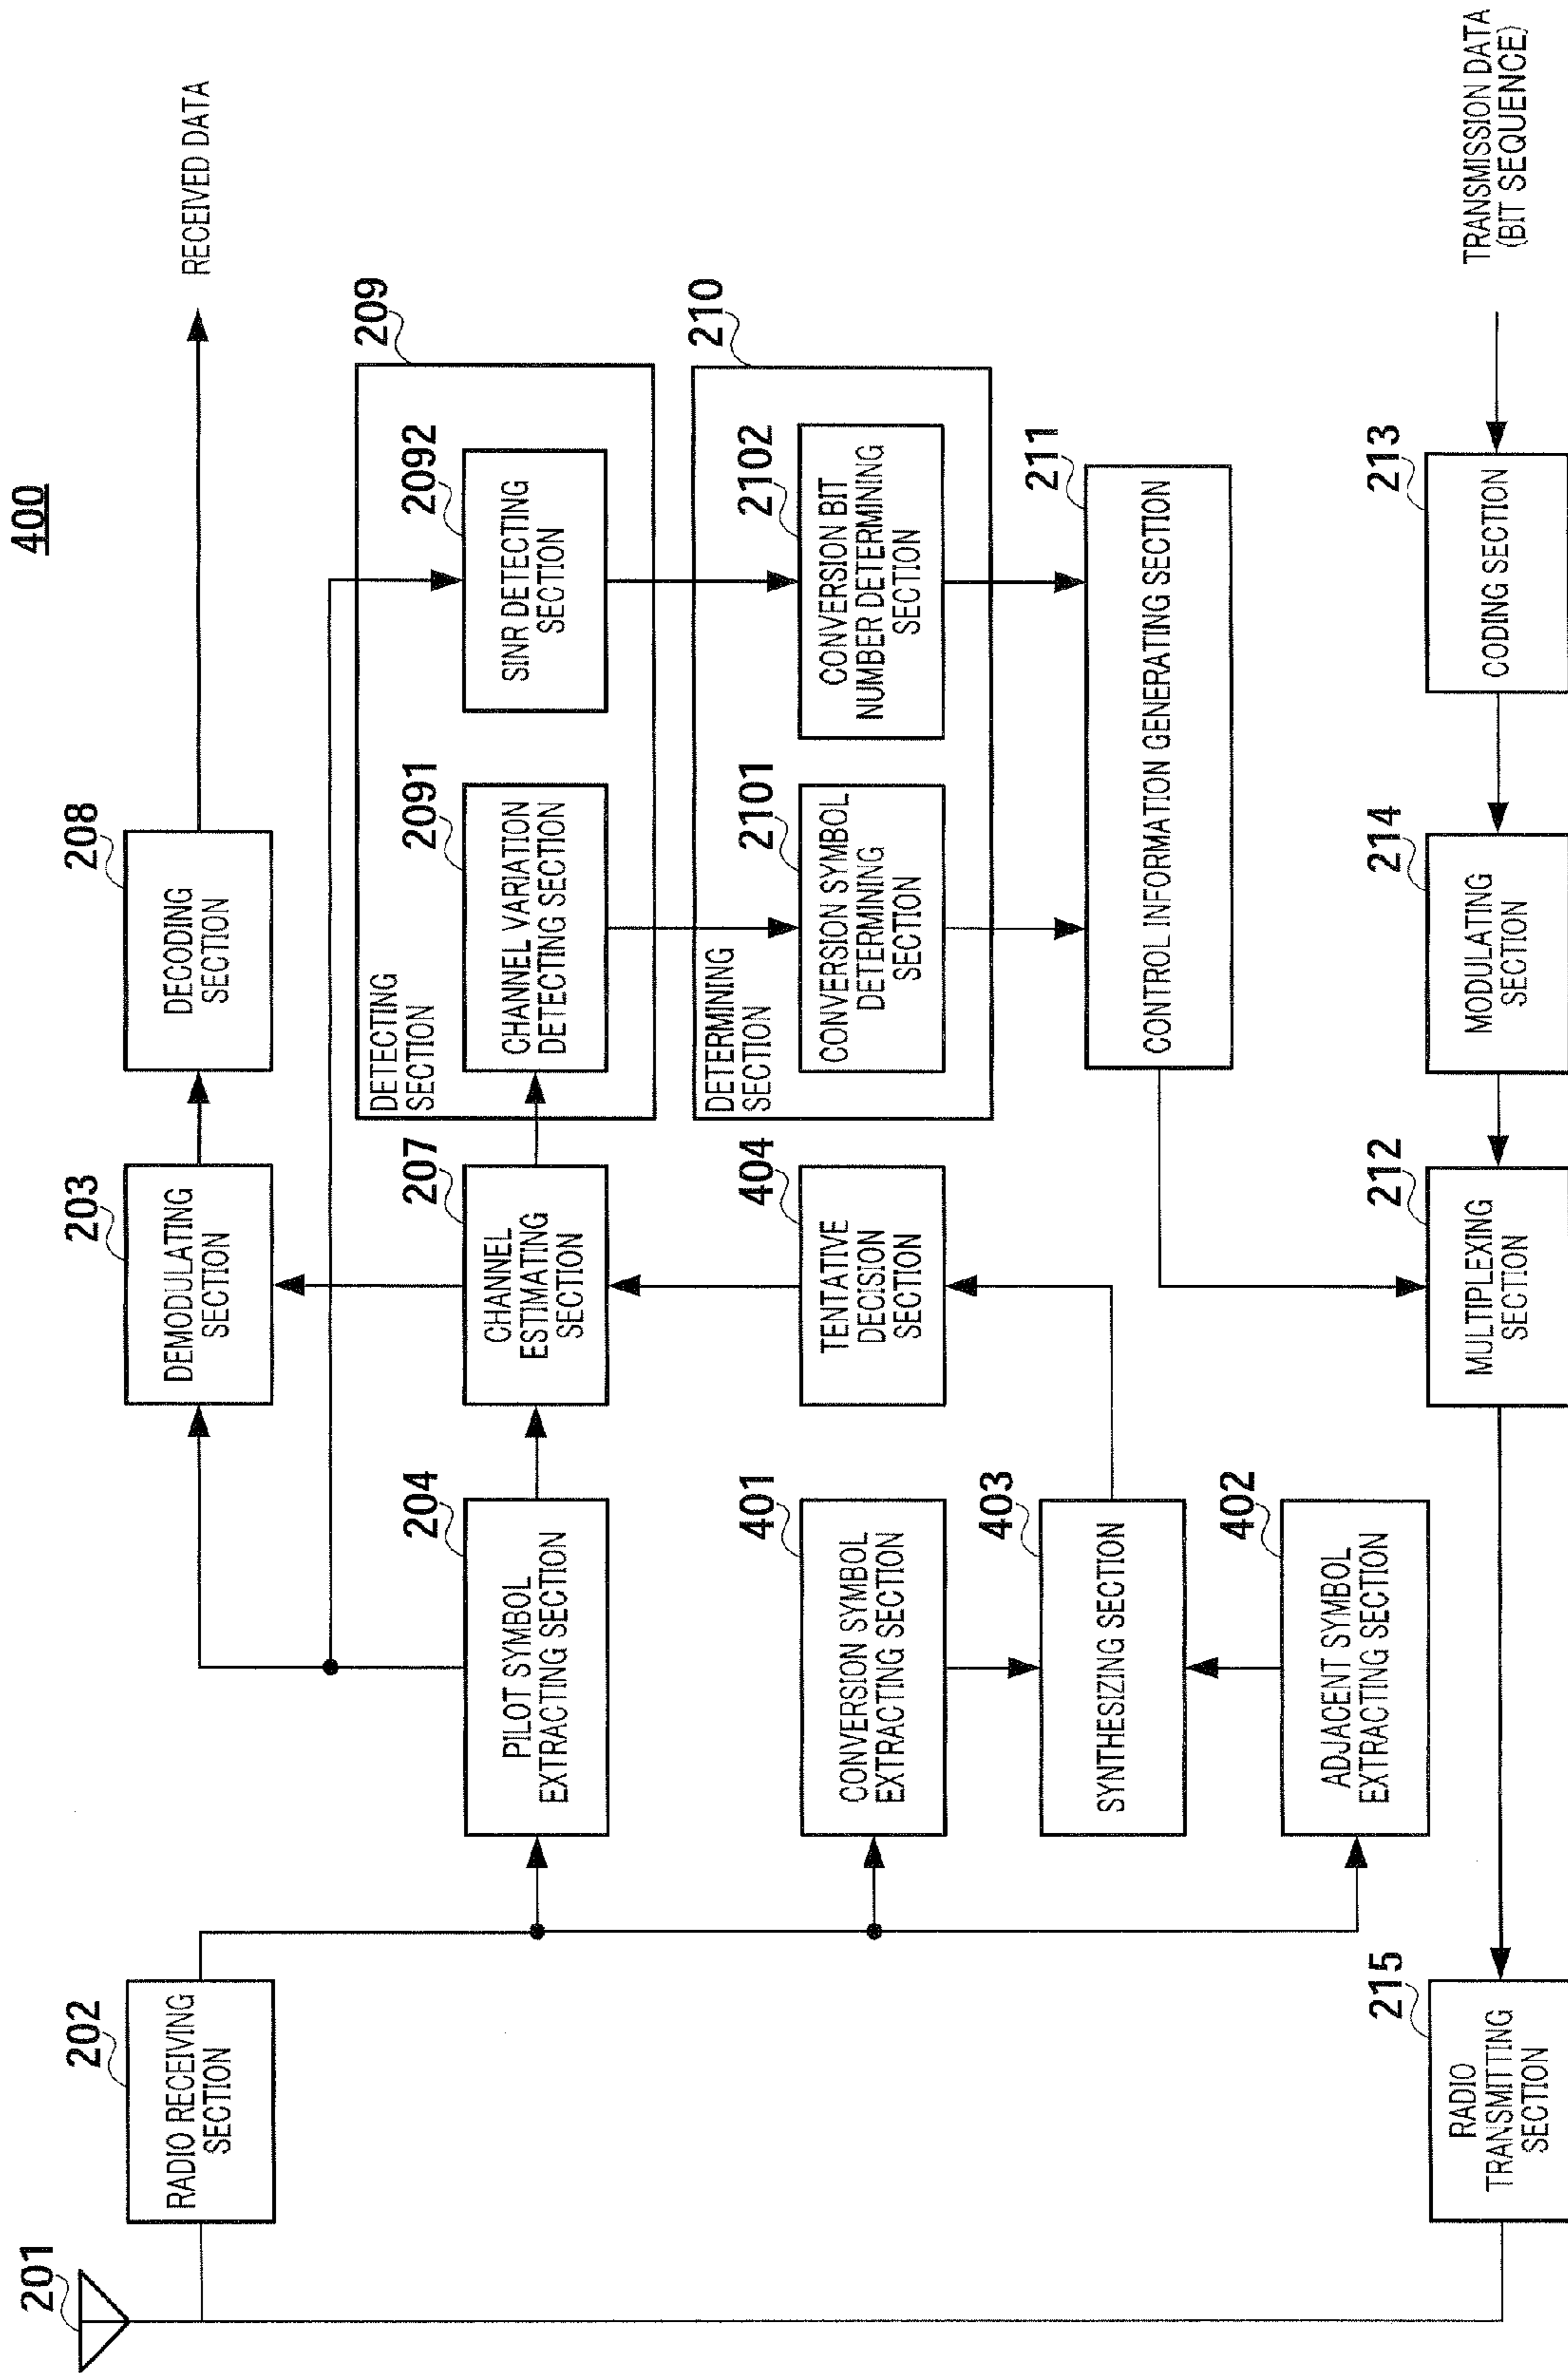 400
201
202
RADIO RECEIVING
SECTION
203
DEMODULATING
SECTION
208
DECODING
SECTION
RECEIVED DATA
204
PILOT SYMBOL
EXTRACTING SECTION
207
CHANNEL
ESTIMATING
SECTION
209
DETECTING
SECTION
2091
CHANNEL VARIATION
DETECTING SECTION
2092
SINR DETECTING
SECTION
401
CONVERSION SYMBOL
EXTRACTING SECTION
404
TENTATIVE
DECISION
SECTION
210
DETERMINING
SECTION
2101
CONVERSION SYMBOL
DETERMINING
SECTION
2102
CONVERSION BIT
NUMBER DETERMINING
SECTION
403
SYNTHESIZING SECTION
211
CONTROL INFORMATION GENERATING SECTION
402
ADJACENT SYMBOL
EXTRACTING SECTION
215
RADIO
TRANSMITTING
SECTION
212
MULTIPLEXING
SECTION
214
MODULATING
SECTION
213
CODING SECTION
TRANSMISSION DATA
(BIT SEQUENCE)